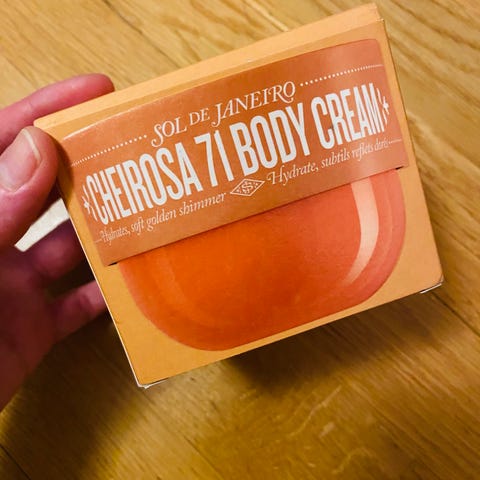 SOL DE JANEIRO
CHEIROSA 71 BODY CREAM
Hydrates, soft golden shimmer
Hydrate, subtils reflets dorés